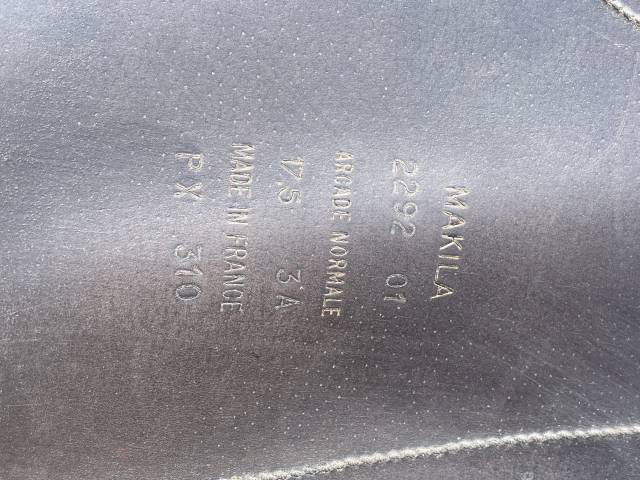 MAKILA
2292 01
ARCADE NORMALE
17,5 3A
MADE IN FRANCE
PX 310